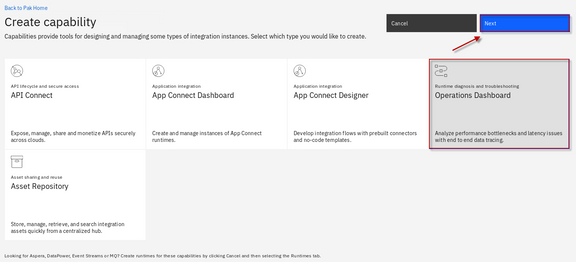 Back to Pak Home
Create capability
Capabilities provide tools for designing and managing some types of integration instances. Select which type you would like to create.
Cancel
Next
API lifecycle and secure access
API Connect
Expose, manage, share and monetize APIs securely
across clouds.
Application integration
App Connect Dashboard
Create and manage instances of App Connect
runtimes.
Application integration
App Connect Designer
Develop integration flows with prebuilt connectors
and no-code templates.
Runtime diagnosis and troubleshooting
Operations Dashboard
Analyze performance bottlenecks and latency issues
with end to end data tracing.
Asset sharing and reuse
Asset Repository
Store, manage, retrieve, and search integration
assets quickly from a centralized hub.
Looking for Aspera, DataPower, Event Streams or MQ? Create runtimes for these capabilities by clicking Cancel and then selecting the Runtimes tab.